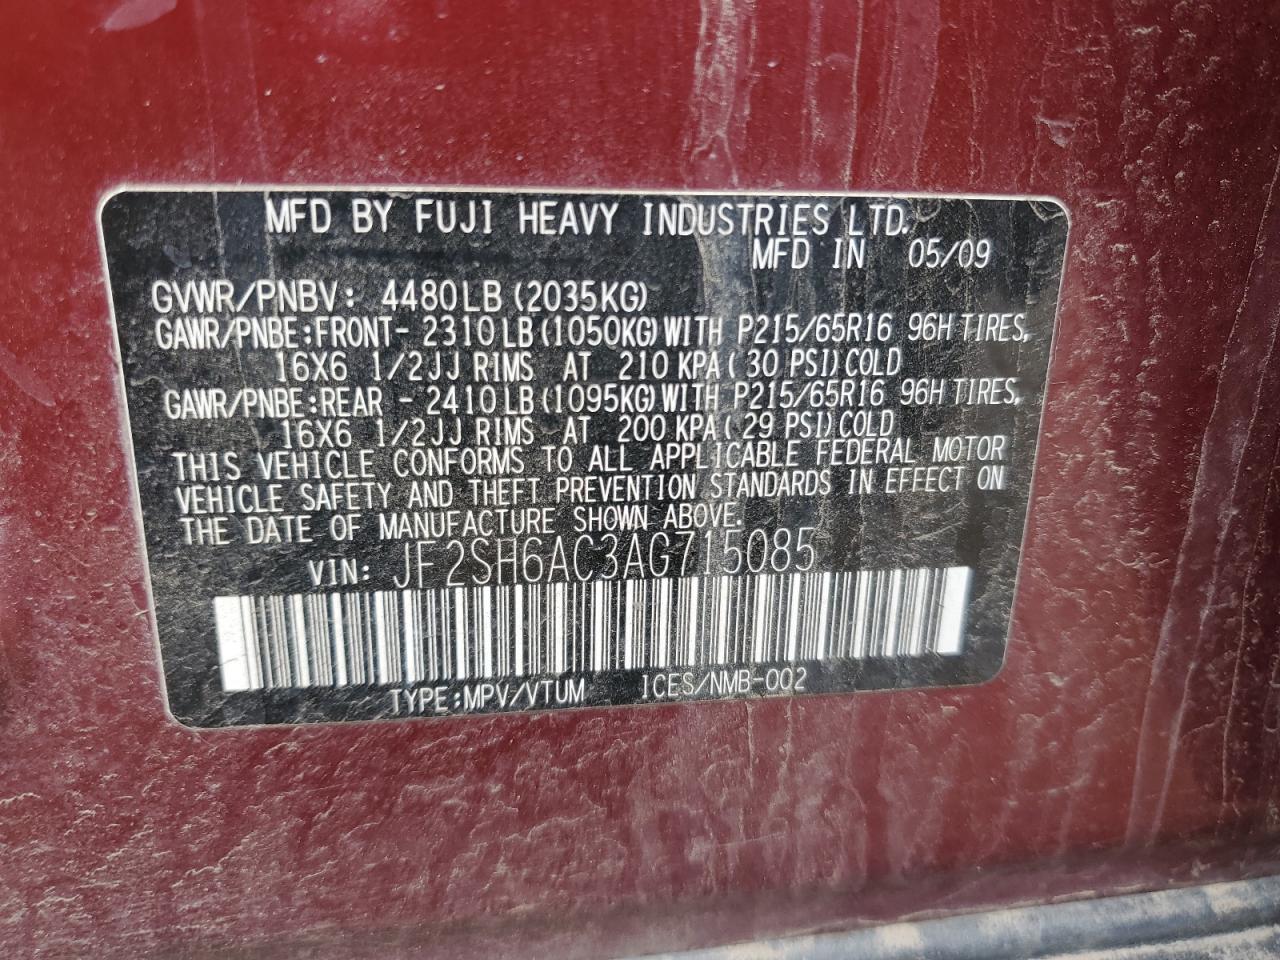 MFD BY FUJI HEAVY INDUSTRIES LTD.
MFD IN 05/09
GVWR/PNBV: 4480LB (2035KG)
GAWR/PNBE:FRONT- 2310LB(1050KG)WITH P215/65R16 96H TIRES,
16X6 1/2JJ RIMS AT 210 KPA(30 PSI)COLD
GAWR/PNBE:REAR - 2410LB(1095KG)WITH P215/65R16 96H TIRES,
16X6 1/2JJ RIMS AT 200 KPA(29 PSI)COLD
THIS VEHICLE CONFORMS TO ALL APPLICABLE FEDERAL MOTOR
VEHICLE SAFETY AND THEFT PREVENTION STANDARDS IN EFFECT ON
THE DATE OF MANUFACTURE SHOWN ABOVE.
VIN: JF2SH6AC3AG715085
TYPE:MPV/VTUM ICES/NMB-002